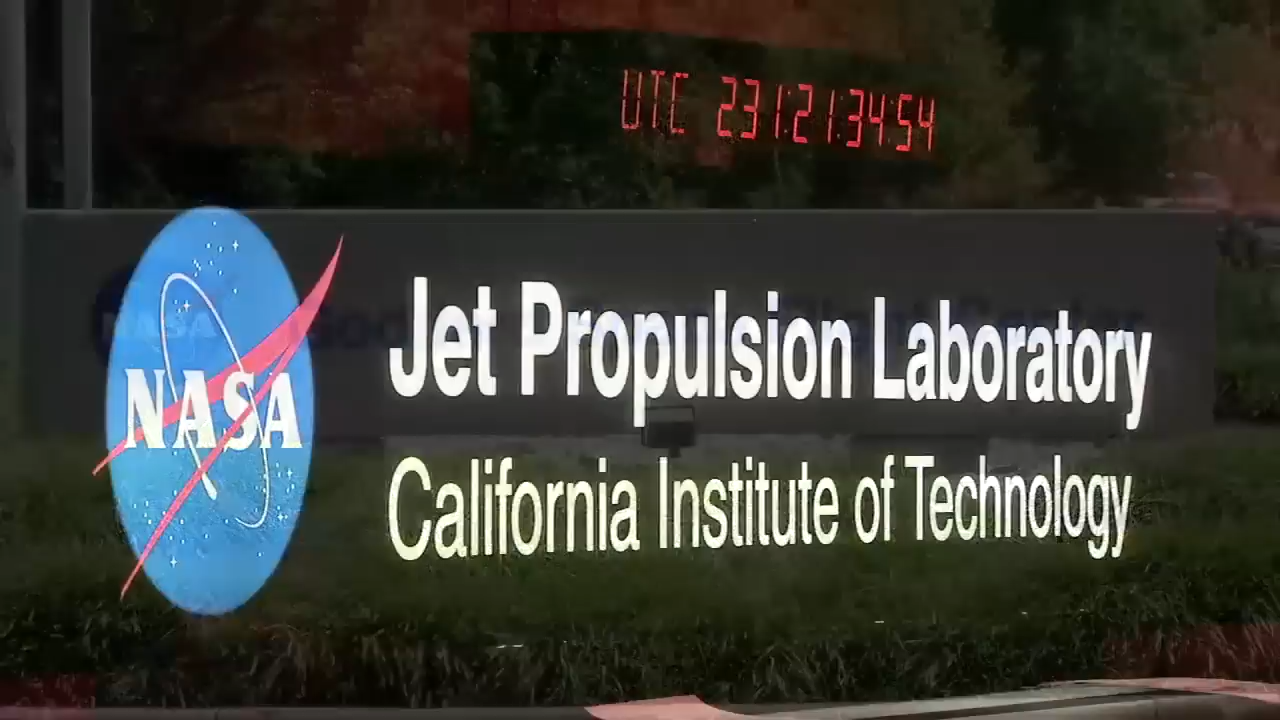 UTC 231:21:34:54
NASA
Jet Propulsion Laboratory
California Institute of Technology